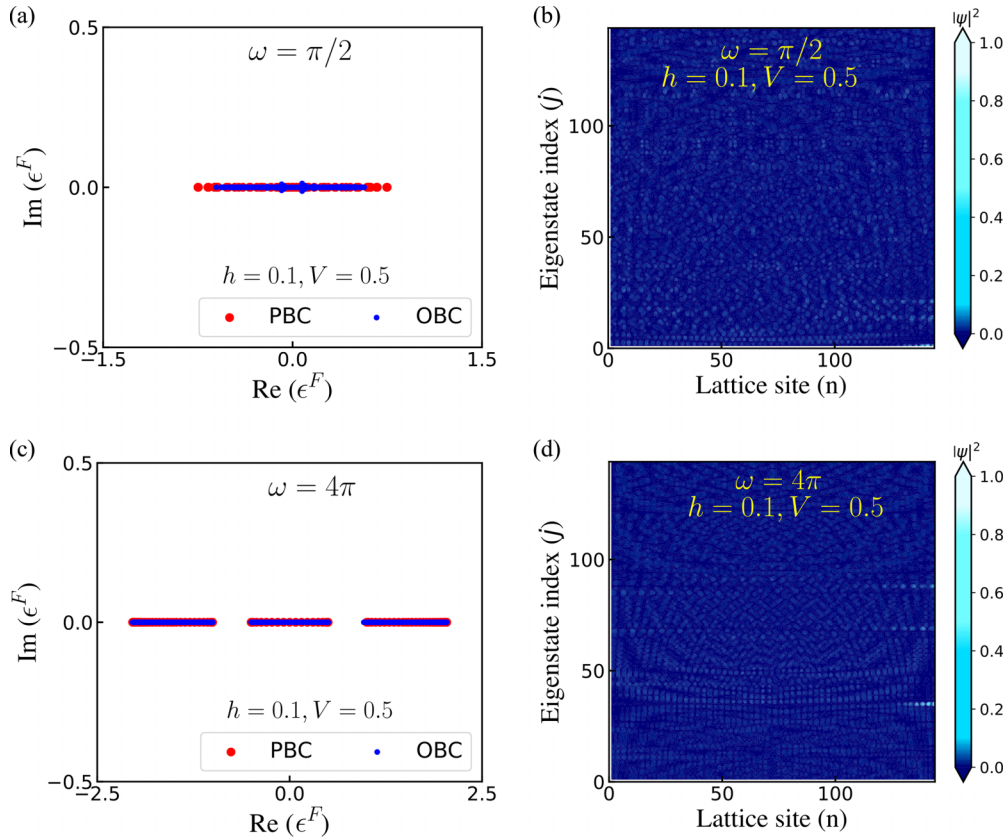 (a)
0.5
ω = π/2
Im (ϵ^F)
0.0
h = 0.1, V = 0.5
PBC OBC
−0.5
−1.5 0.0 1.5
Re (ϵ^F)
(b)
|ψ|²
ω = π/2
h = 0.1, V = 0.5
Eigenstate index (j)
100
50
0
0 50 100
Lattice site (n)
1.0
0.8
0.6
0.4
0.2
0.0
(c)
0.5
ω = 4π
Im (ϵ^F)
0.0
h = 0.1, V = 0.5
PBC OBC
−0.5
−2.5 0.0 2.5
Re (ϵ^F)
(d)
|ψ|²
ω = 4π
h = 0.1, V = 0.5
Eigenstate index (j)
100
50
0
0 50 100
Lattice site (n)
1.0
0.8
0.6
0.4
0.2
0.0